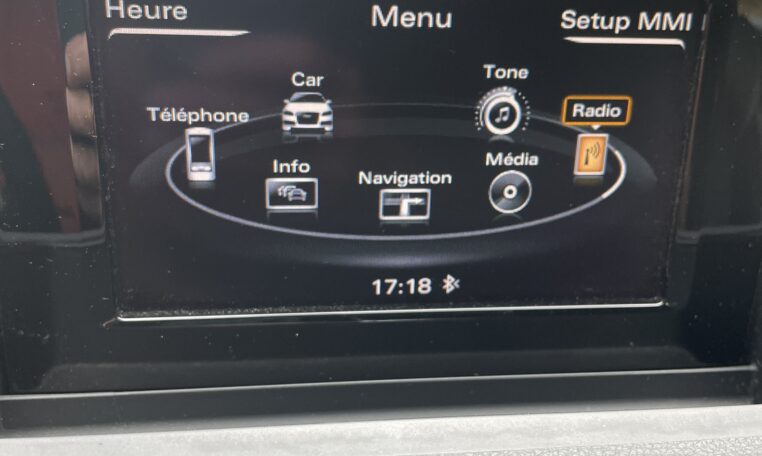 Heure
Menu
Setup MMI
Car
Tone
Téléphone
Radio
Info
Navigation
Média
17:18